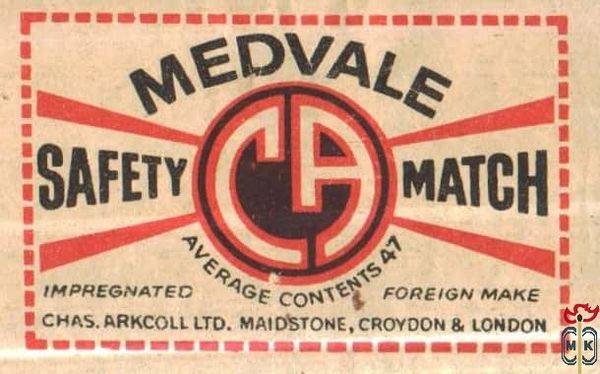 MEDVALE
SAFETY CA MATCH
AVERAGE CONTENTS 47
IMPREGNATED FOREIGN MAKE
CHAS. ARKCOLL LTD. MAIDSTONE, CROYDON & LONDON
MK